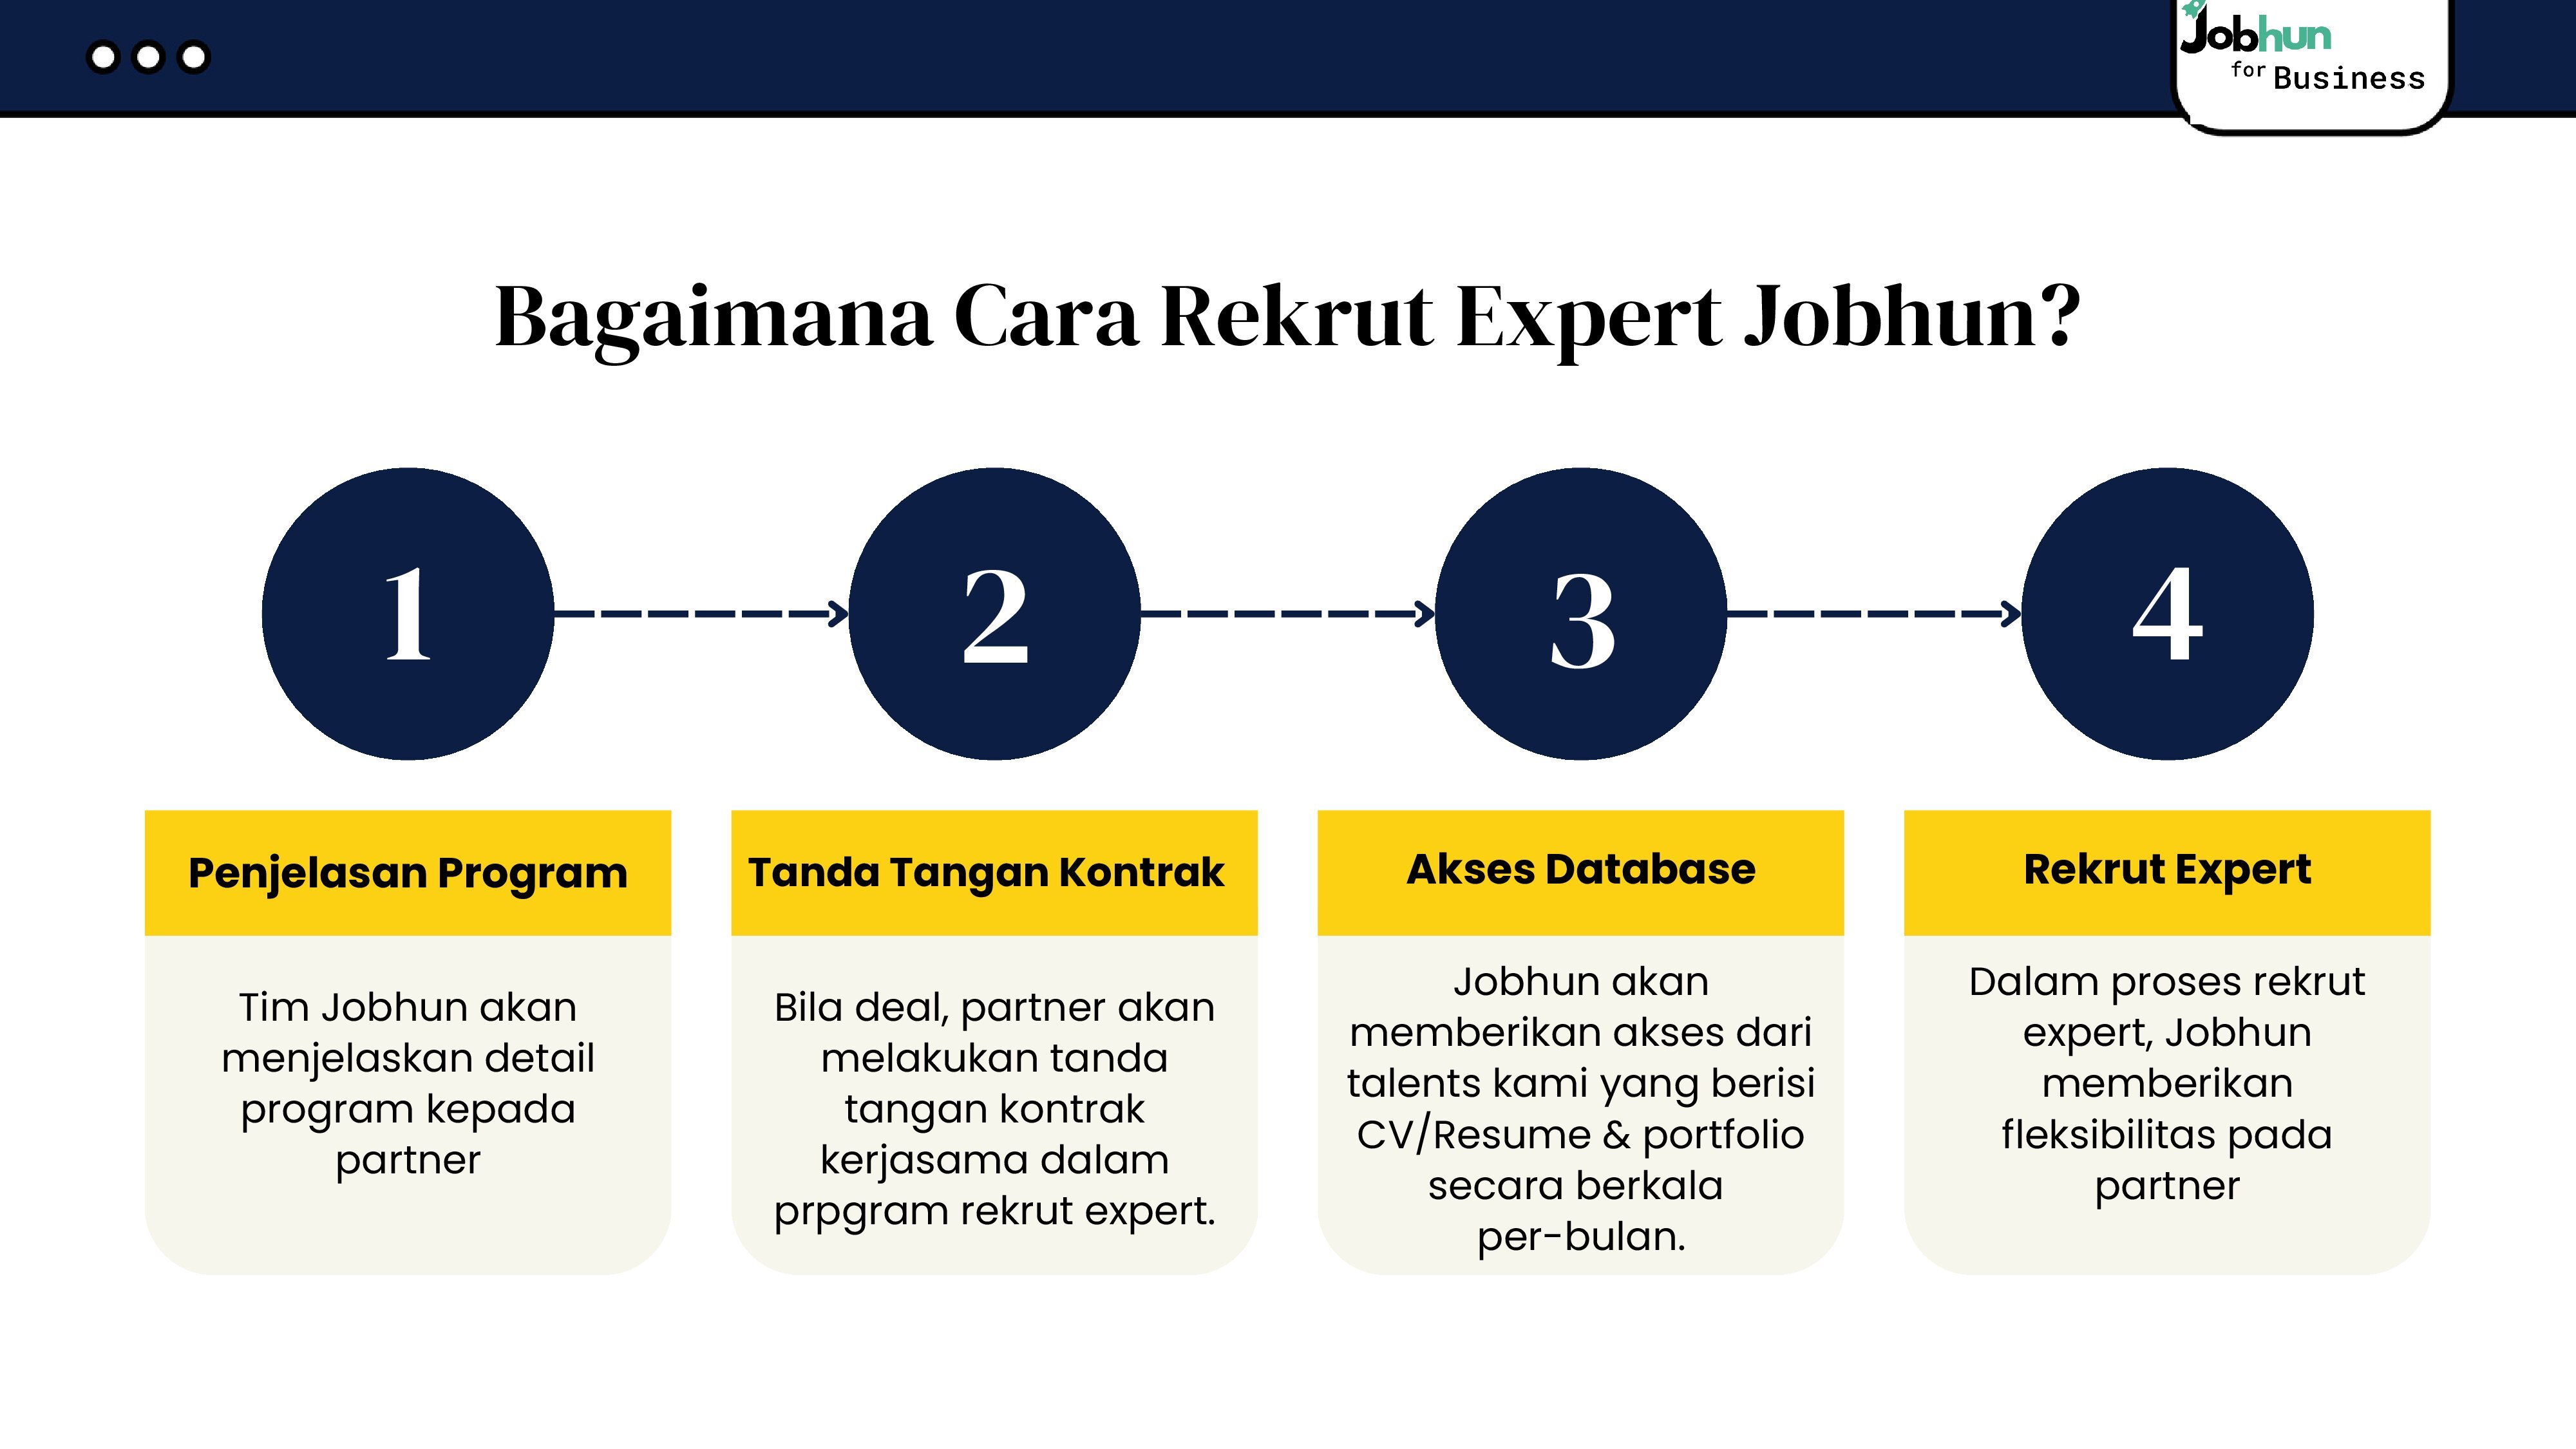 Jobhun
for Business
Bagaimana Cara Rekrut Expert Jobhun?
1
2
3
4
Penjelasan Program
Tim Jobhun akan
menjelaskan detail
program kepada
partner
Tanda Tangan Kontrak
Bila deal, partner akan
melakukan tanda
tangan kontrak
kerjasama dalam
prpgram rekrut expert.
Akses Database
Jobhun akan
memberikan akses dari
talents kami yang berisi
CV/Resume & portfolio
secara berkala
per-bulan.
Rekrut Expert
Dalam proses rekrut
expert, Jobhun
memberikan
fleksibilitas pada
partner